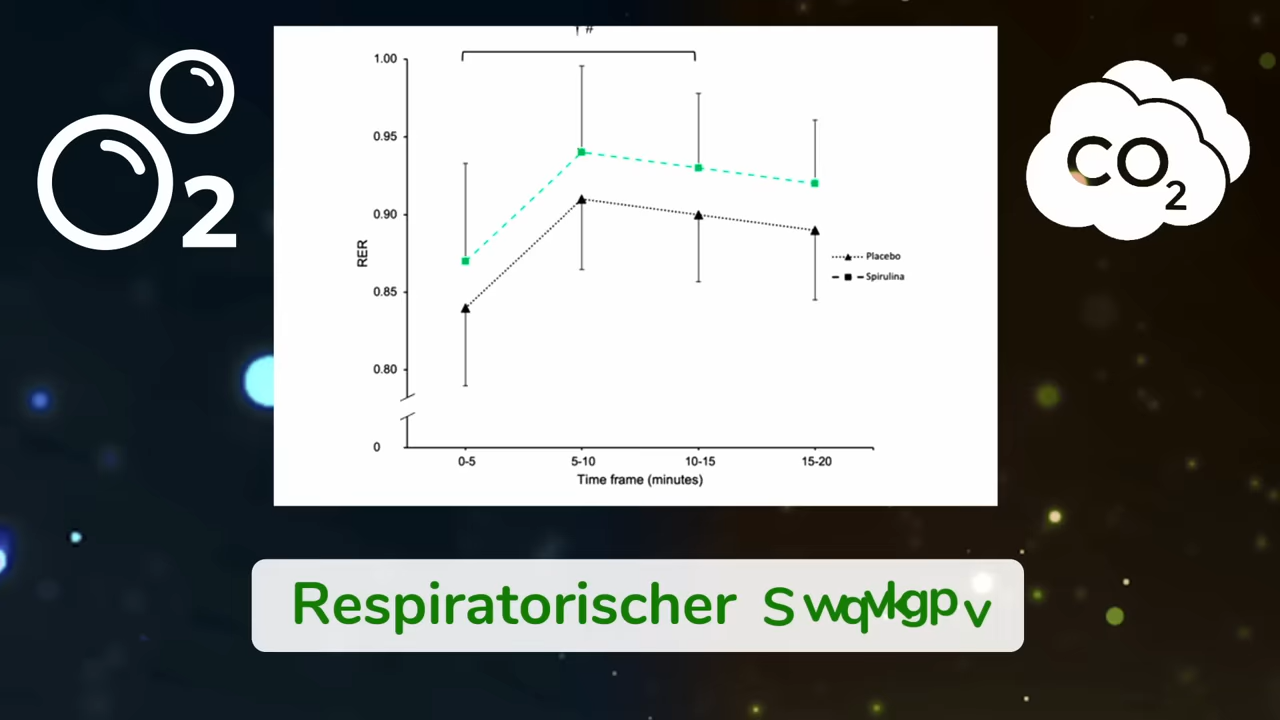 O2
CO2
#
1.00
0.95
0.90
0.85
0.80
0
RER
Placebo
Spirulina
0-5
5-10
10-15
15-20
Time frame (minutes)
Respiratorischer Swqvkgpv